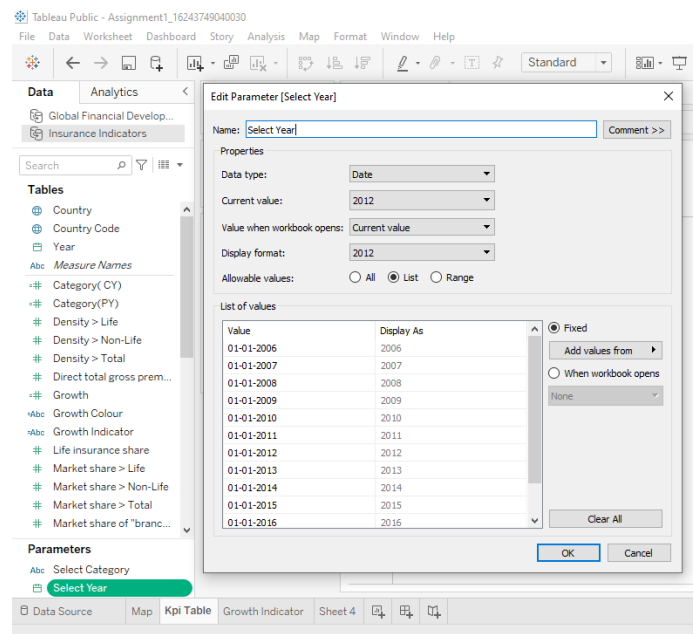 Tableau Public - Assignment1_16243749040030
File Data Worksheet Dashboard Story Analysis Map Format Window Help
Standard
Data Analytics
Global Financial Develop...
Insurance Indicators
Search
Tables
Country
Country Code
Year
Abc Measure Names
Category( CY)
Category(PY)
Density > Life
Density > Non-Life
Density > Total
Direct total gross prem...
Growth
Abc Growth Colour
Abc Growth Indicator
Life insurance share
Market share > Life
Market share > Non-Life
Market share > Total
Market share of "branc...
Parameters
Abc Select Category
Select Year
Edit Parameter [Select Year]
Name: Select Year
Comment >>
Properties
Data type: Date
Current value: 2012
Value when workbook opens: Current value
Display format: 2012
Allowable values: All List Range
List of values
Value Display As
01-01-2006 2006
01-01-2007 2007
01-01-2008 2008
01-01-2009 2009
01-01-2010 2010
01-01-2011 2011
01-01-2012 2012
01-01-2013 2013
01-01-2014 2014
01-01-2015 2015
01-01-2016 2016
Fixed
Add values from
When workbook opens
None
Clear All
OK Cancel
Data Source Map Kpi Table Growth Indicator Sheet 4